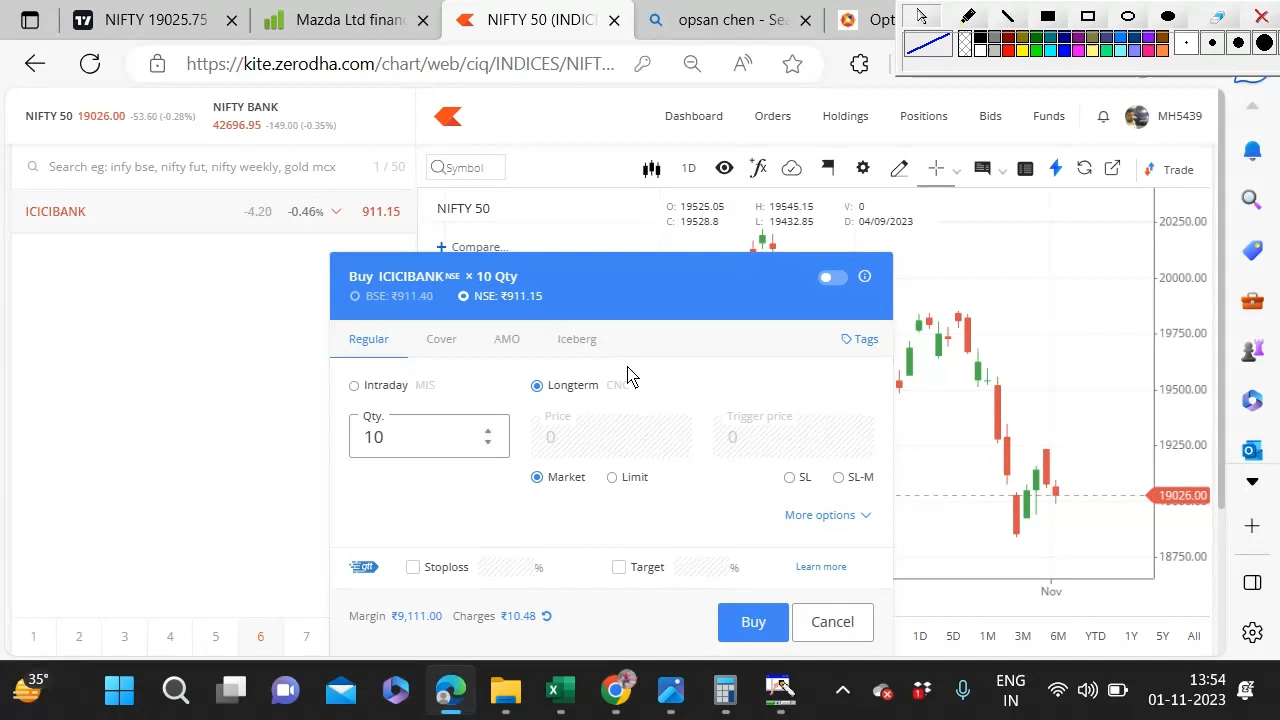 NIFTY 19025.75
Mazda Ltd finan
NIFTY 50 (INDIC
opsan chen - Se
Opt
https://kite.zerodha.com/chart/web/ciq/INDICES/NIFT...
NIFTY 50 19026.00 -53.60 (-0.28%)
NIFTY BANK
42696.95 -149.00 (-0.35%)
Dashboard Orders Holdings Positions Bids Funds MH5439
Search eg: infy bse, nifty fut, nifty weekly, gold mcx 1 / 50
Symbol 1D Trade
ICICIBANK -4.20 -0.46% 911.15
NIFTY 50
O: 19525.05 H: 19545.15 V: 0
C: 19528.8 L: 19432.85 D: 04/09/2023
Compare...
20250.00
20000.00
19750.00
19500.00
19250.00
19026.00
18750.00
Nov
Buy ICICIBANK NSE × 10 Qty
BSE: ₹911.40 NSE: ₹911.15
Regular Cover AMO Iceberg Tags
Intraday MIS Longterm CNC
Qty. Price Trigger price
10 0 0
Market Limit SL SL-M
More options
gtt Stoploss % Target % Learn more
Margin ₹9,111.00 Charges ₹10.48 Buy Cancel
1 2 3 4 5 6 7
1D 5D 1M 3M 6M YTD 1Y 5Y All
35°
1
ENG
IN
13:54
01-11-2023